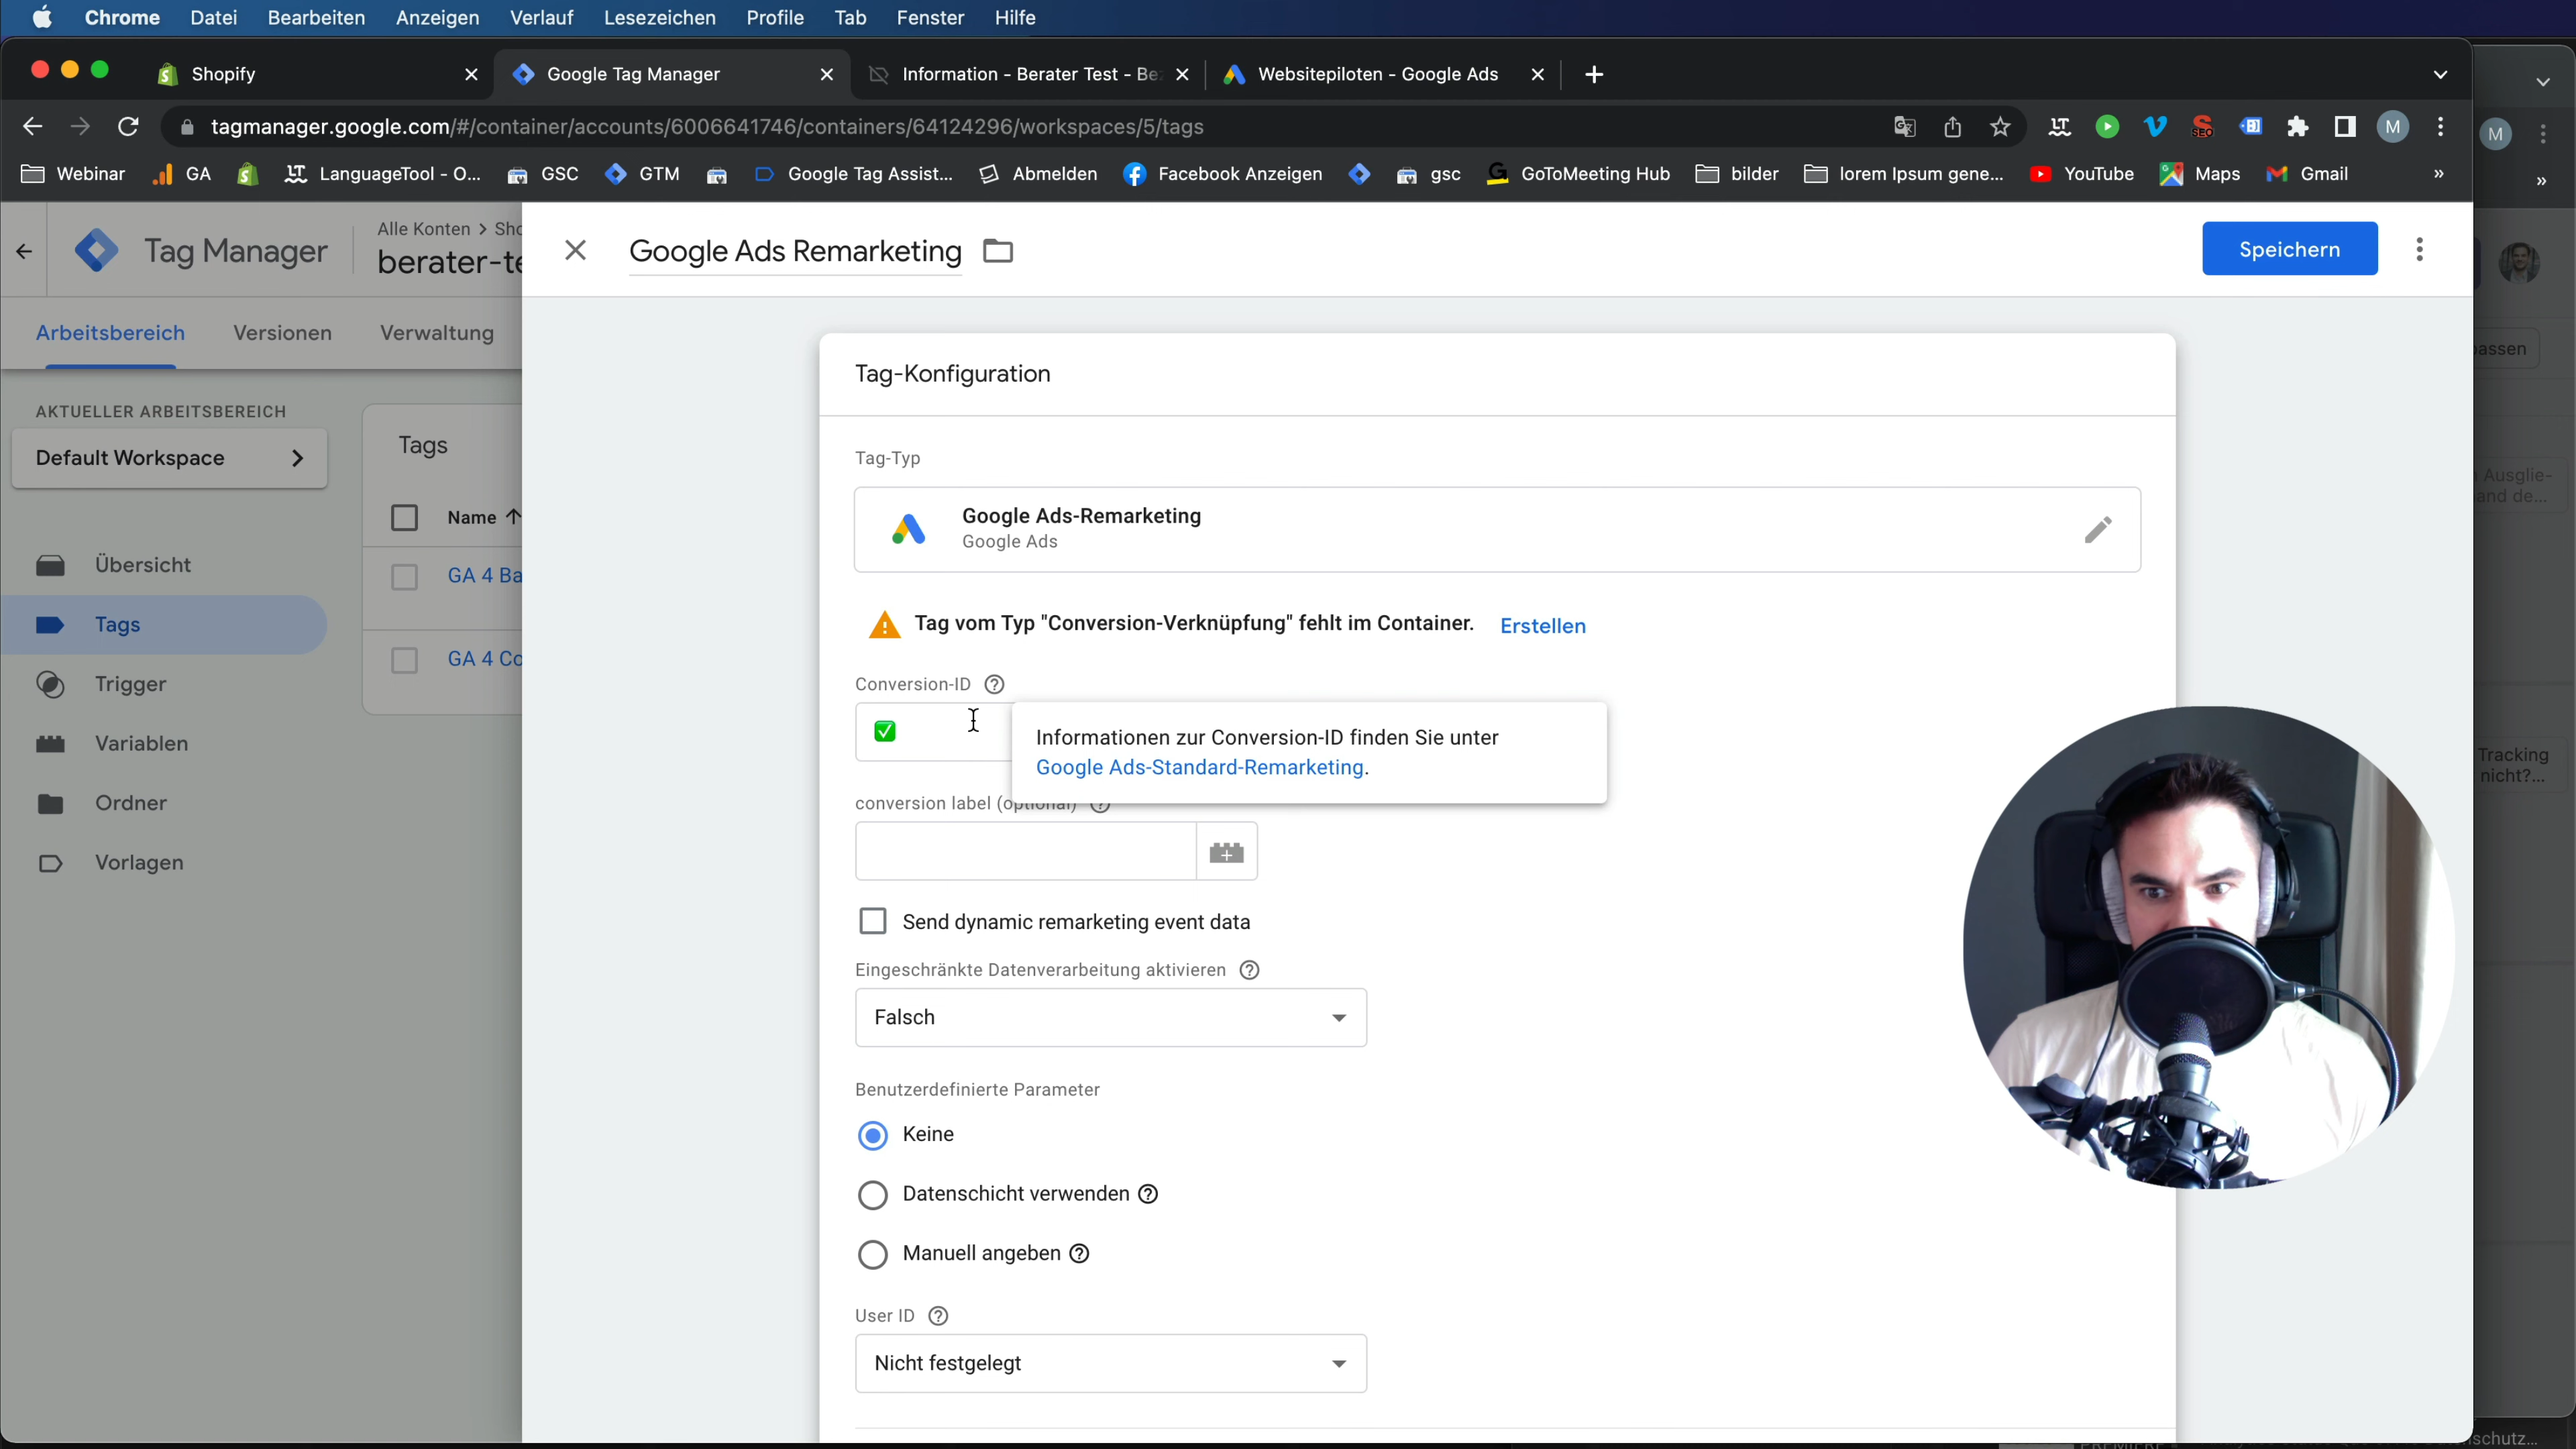 Chrome Datei Bearbeiten Anzeigen Verlauf Lesezeichen Profile Tab Fenster Hilfe
Shopify
Google Tag Manager
Information - Berater Test - Be
Websitepiloten - Google Ads
tagmanager.google.com/#/container/accounts/6006641746/containers/64124296/workspaces/5/tags
M
M
Webinar
GA
LanguageTool - O...
GSC
GTM
Google Tag Assist...
Abmelden
Facebook Anzeigen
gsc
GoToMeeting Hub
bilder
lorem Ipsum gene...
YouTube
Maps
Gmail
»
»
Tag Manager
Alle Konten > Sho
berater-te
Google Ads Remarketing
Speichern
Arbeitsbereich
Versionen
Verwaltung
passen
AKTUELLER ARBEITSBEREICH
Default Workspace
Tags
Name
GA 4 Ba
GA 4 Co
Übersicht
Tags
Trigger
Variablen
Ordner
Vorlagen
Tag-Konfiguration
Tag-Typ
Google Ads-Remarketing
Google Ads
Tag vom Typ "Conversion-Verknüpfung" fehlt im Container. Erstellen
Conversion-ID
Informationen zur Conversion-ID finden Sie unter
Google Ads-Standard-Remarketing.
conversion label (optional)
Send dynamic remarketing event data
Eingeschränkte Datenverarbeitung aktivieren
Falsch
Benutzerdefinierte Parameter
Keine
Datenschicht verwenden
Manuell angeben
User ID
Nicht festgelegt
Ausglie-
and de...
Tracking
nicht?...
schutz...